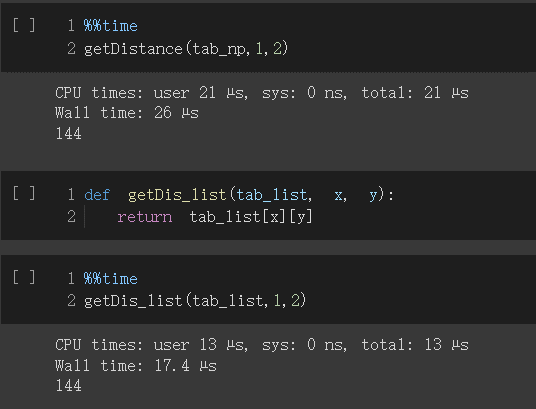 [ ] 1 %%time
2 getDistance(tab_np,1,2)
CPU times: user 21 µs, sys: 0 ns, total: 21 µs
Wall time: 26 µs
144
[ ] 1 def getDis_list(tab_list, x, y):
2 return tab_list[x][y]
[ ] 1 %%time
2 getDis_list(tab_list,1,2)
CPU times: user 13 µs, sys: 0 ns, total: 13 µs
Wall time: 17.4 µs
144